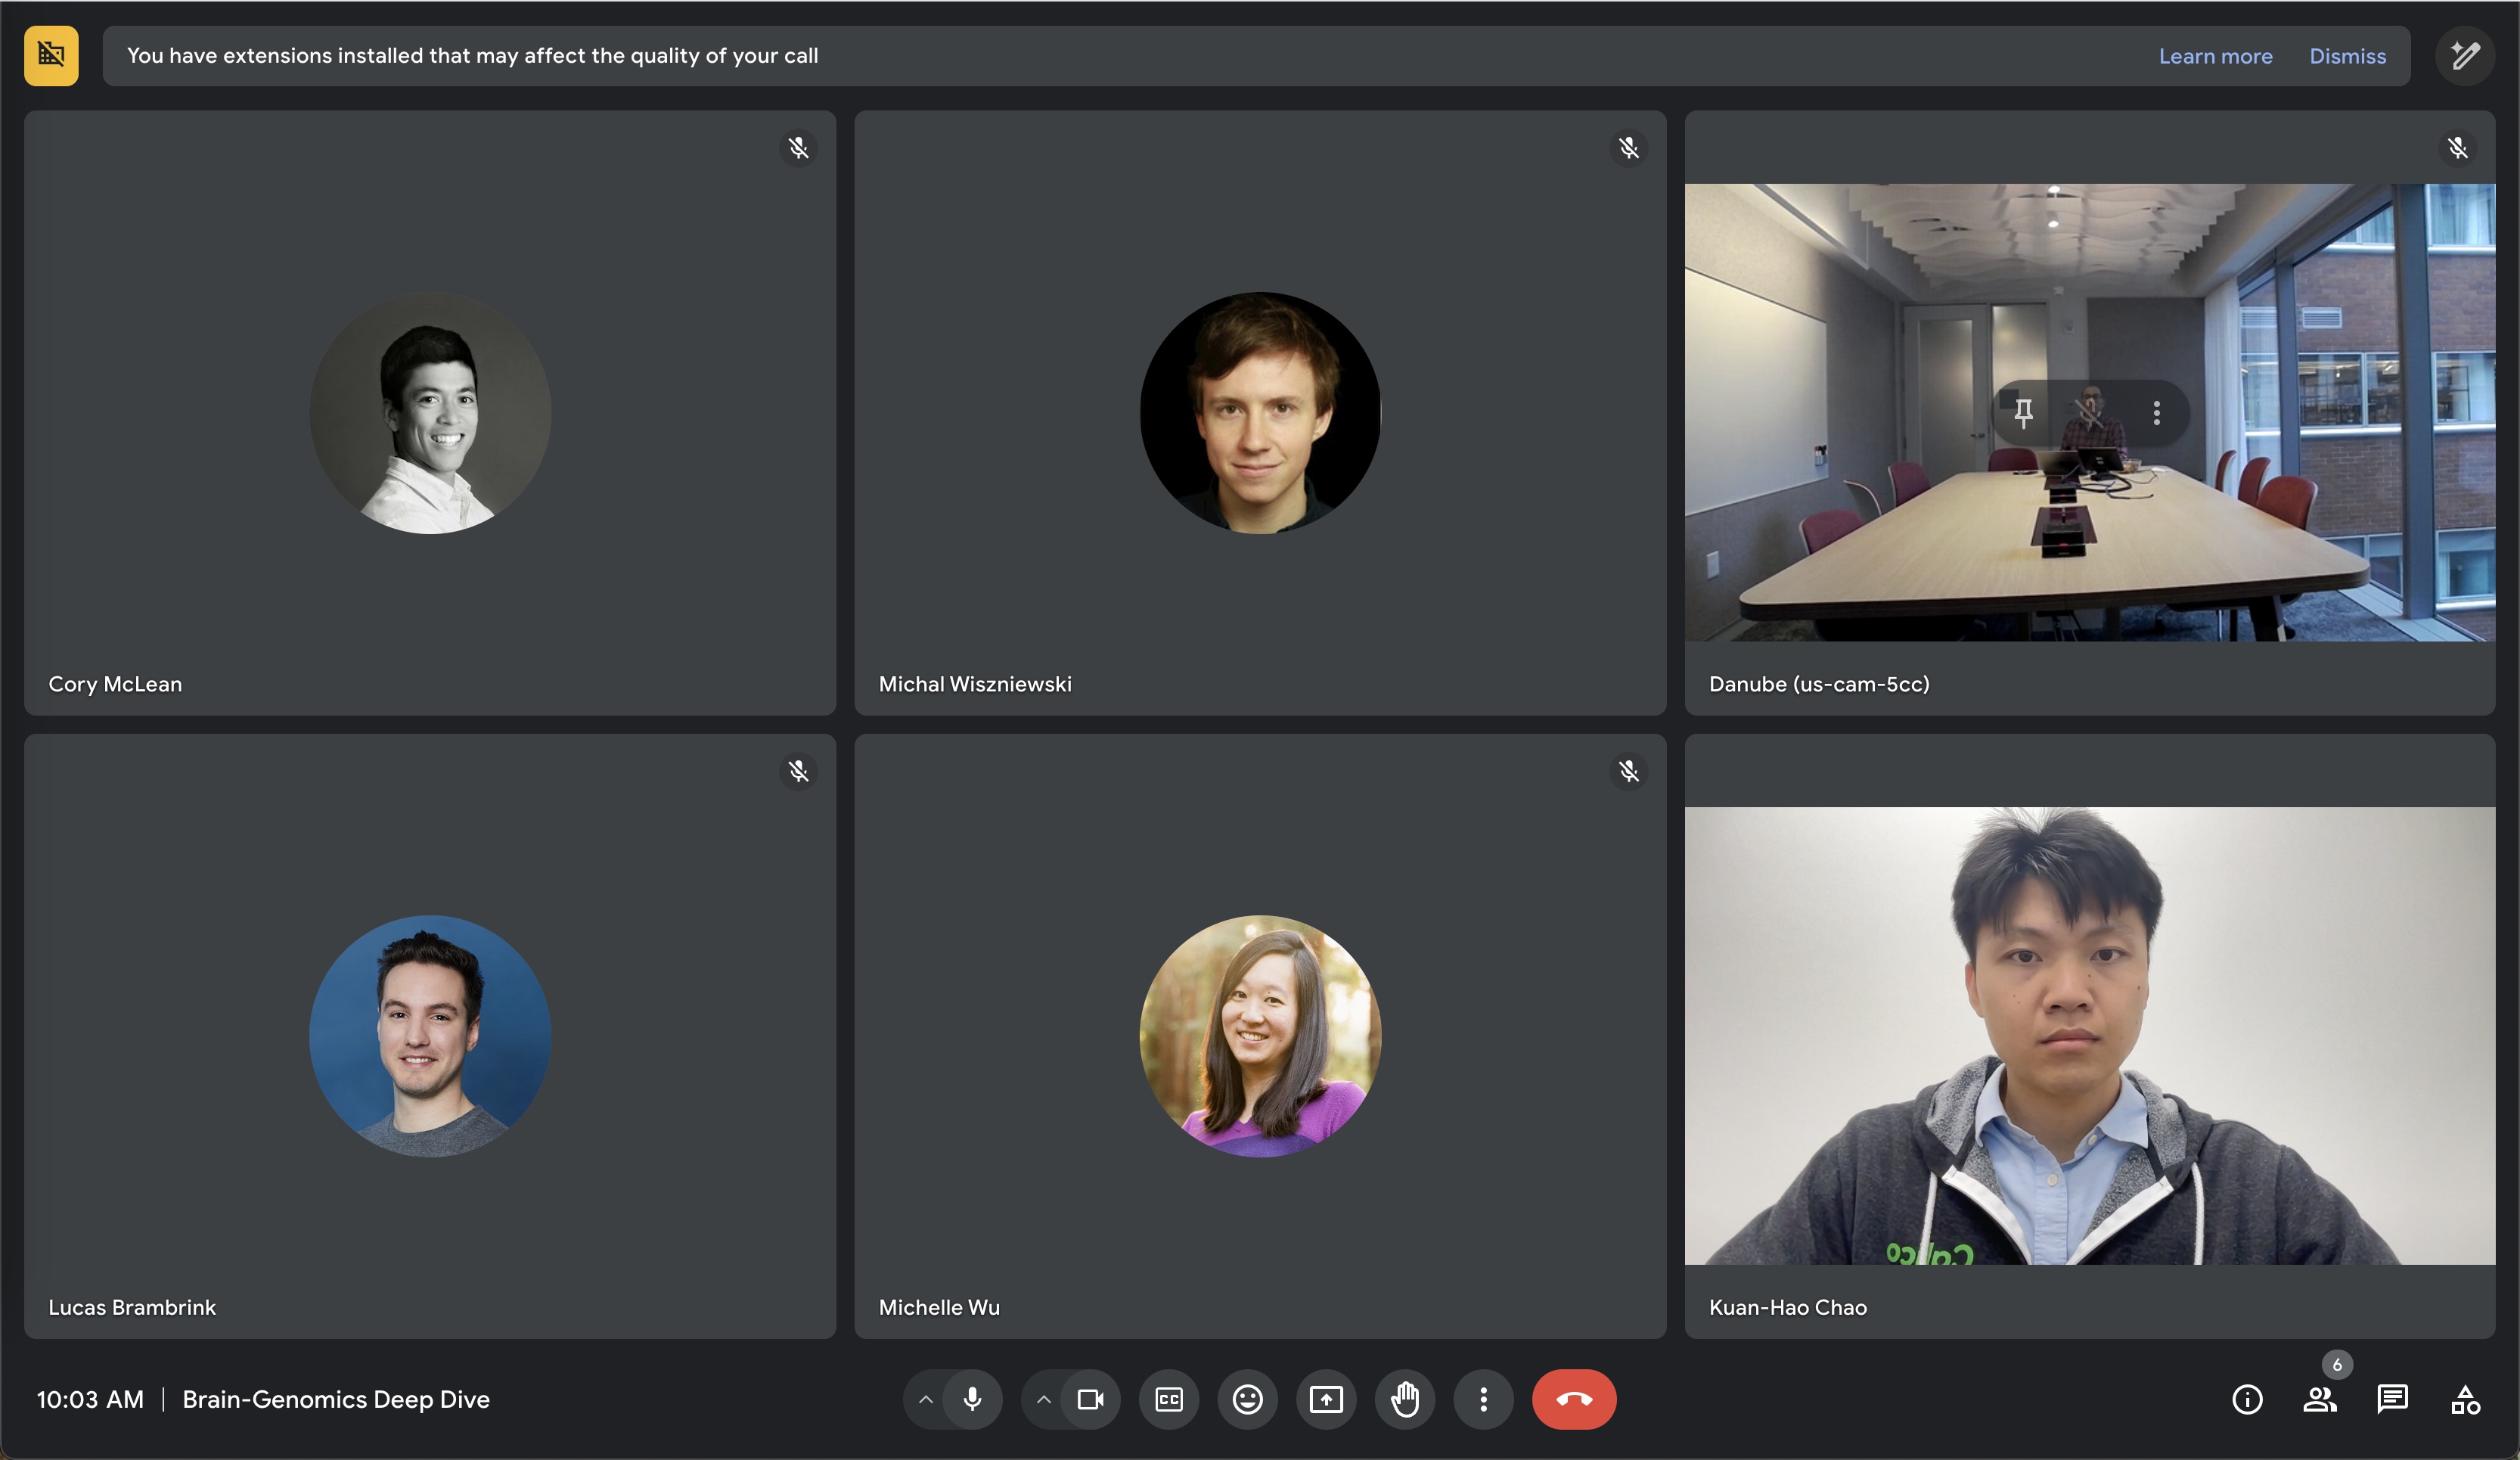 You have extensions installed that may affect the quality of your call Learn more Dismiss
Cory McLean
Michal Wiszniewski
Danube (us-cam-5cc)
Lucas Brambrink
Michelle Wu
Kuan-Hao Chao
10:03 AM | Brain-Genomics Deep Dive
CC
6